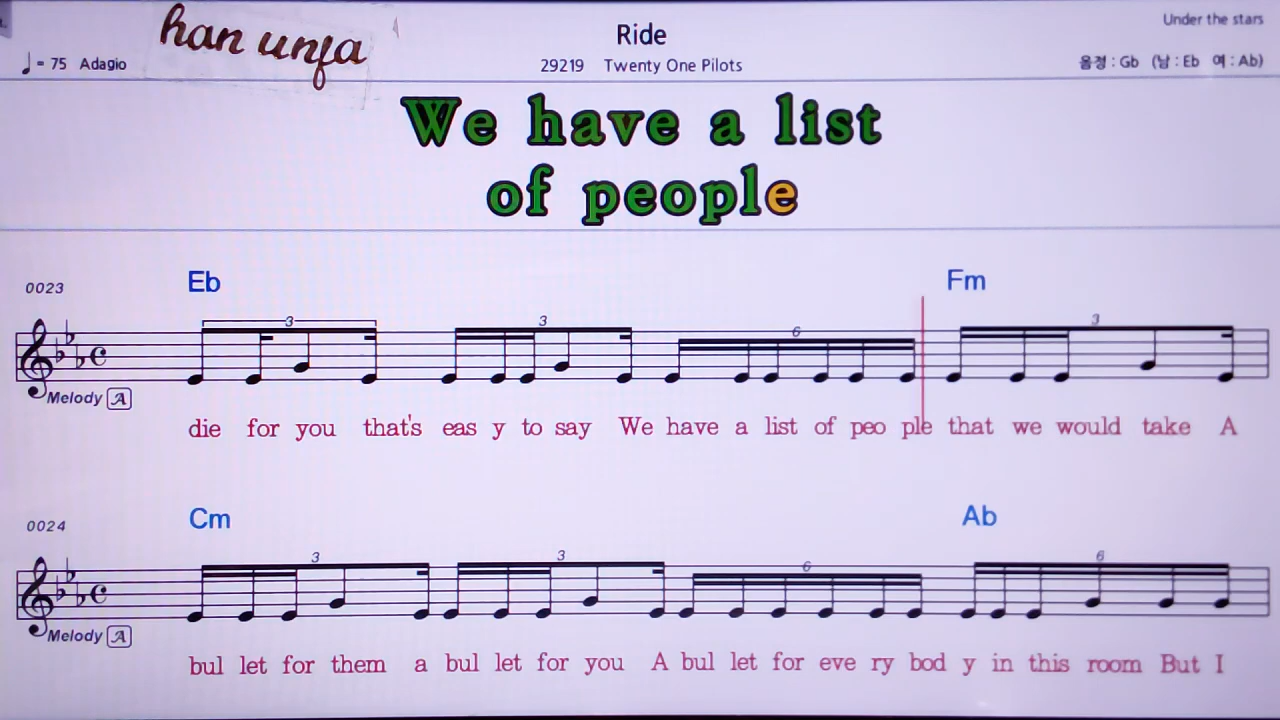 han unfa
Ride
Under the stars
♩ = 75 Adagio
29219 Twenty One Pilots
음정 : Gb (남 : Eb 여 : Ab)
We have a list
of people
0023
Eb
Fm
3
3
6
3
Melody A
die for you that's eas y to say We have a list of peo ple that we would take A
0024
Cm
Ab
3
3
6
6
Melody A
bul let for them a bul let for you A bul let for eve ry bod y in this room But I